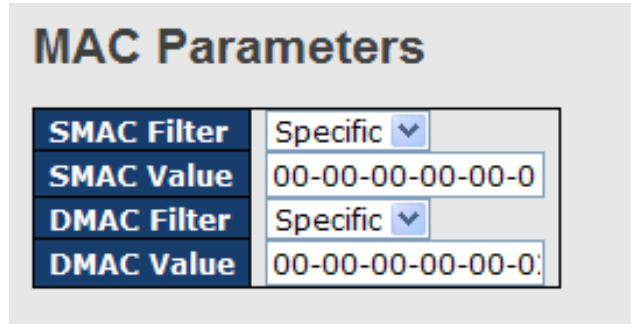 MAC Parameters
SMAC Filter Specific
SMAC Value 00-00-00-00-00-0
DMAC Filter Specific
DMAC Value 00-00-00-00-00-0